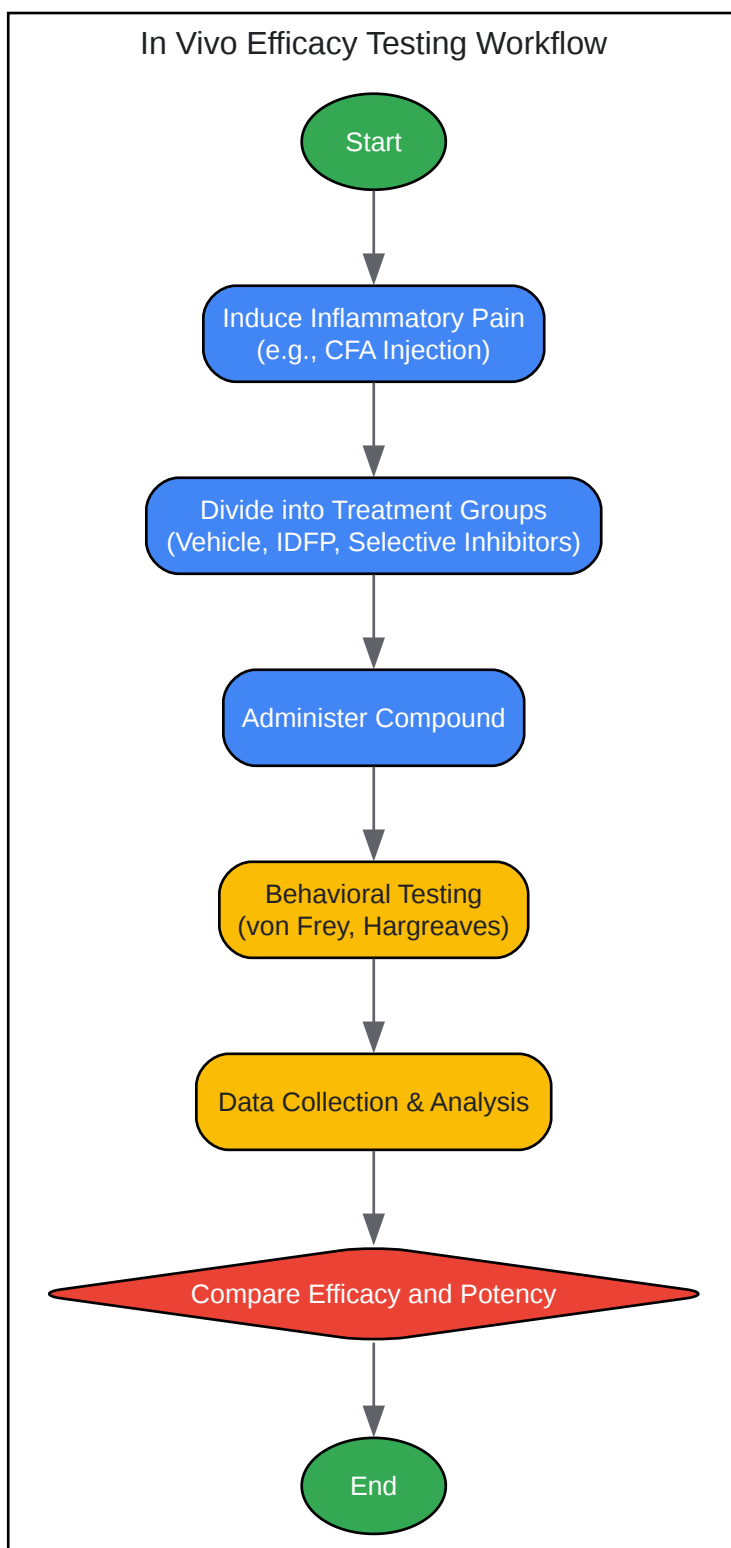 In Vivo Efficacy Testing Workflow
Start
Induce Inflammatory Pain
(e.g., CFA Injection)
Divide into Treatment Groups
(Vehicle, IDFP, Selective Inhibitors)
Administer Compound
Behavioral Testing
(von Frey, Hargreaves)
Data Collection & Analysis
Compare Efficacy and Potency
End